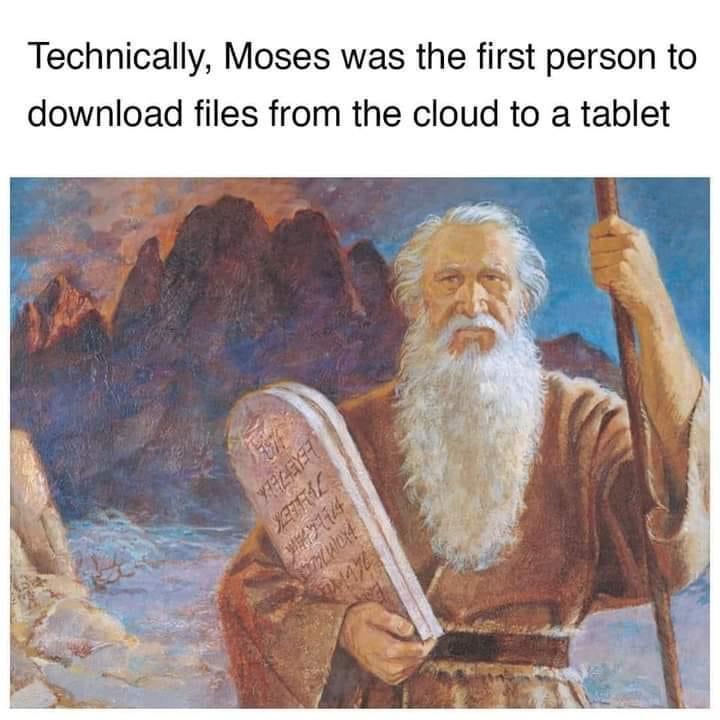 Technically, Moses was the first person to
download files from the cloud to a tablet